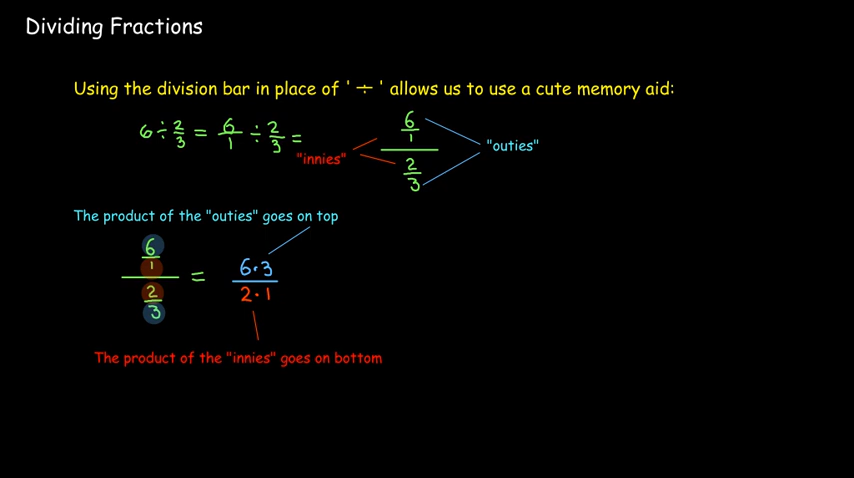 Dividing Fractions
Using the division bar in place of ' ÷ ' allows us to use a cute memory aid:
6 ÷ 2/3 = 6/1 ÷ 2/3 =
"innies"
6
1
2
3
"outies"
The product of the "outies" goes on top
6
1
2
3
=
6·3
2·1
The product of the "innies" goes on bottom